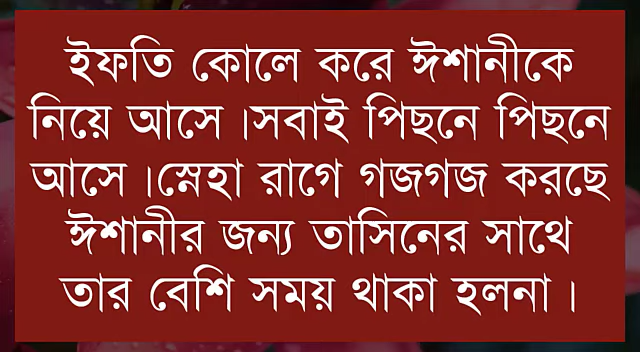 ইফতি কোলে করে ঈশানীকে
নিয়ে আসে ।সবাই পিছনে পিছনে
আসে ।স্নেহা রাগে গজগজ করছে
ঈশানীর জন্য তাসিনের সাথে
তার বেশি সময় থাকা হলনা ।